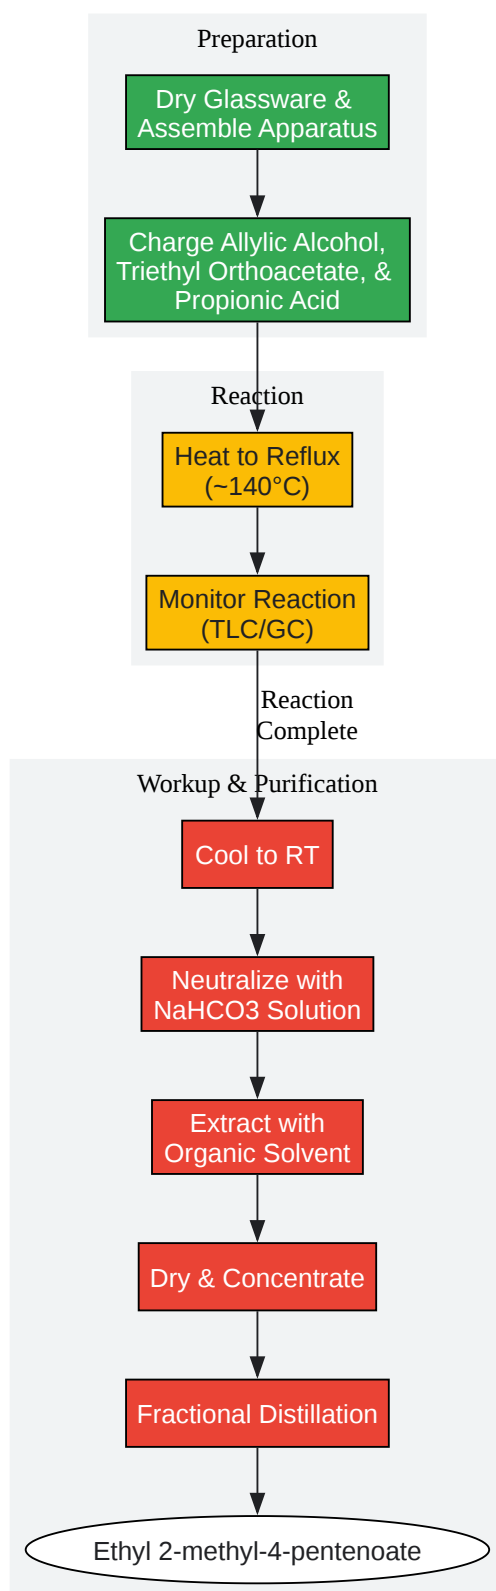 Preparation
Dry Glassware &
Assemble Apparatus
Charge Allylic Alcohol,
Triethyl Orthoacetate, &
Propionic Acid
Reaction
Heat to Reflux
(~140°C)
Monitor Reaction
(TLC/GC)
Reaction
Complete
Workup & Purification
Cool to RT
Neutralize with
NaHCO3 Solution
Extract with
Organic Solvent
Dry & Concentrate
Fractional Distillation
Ethyl 2-methyl-4-pentenoate